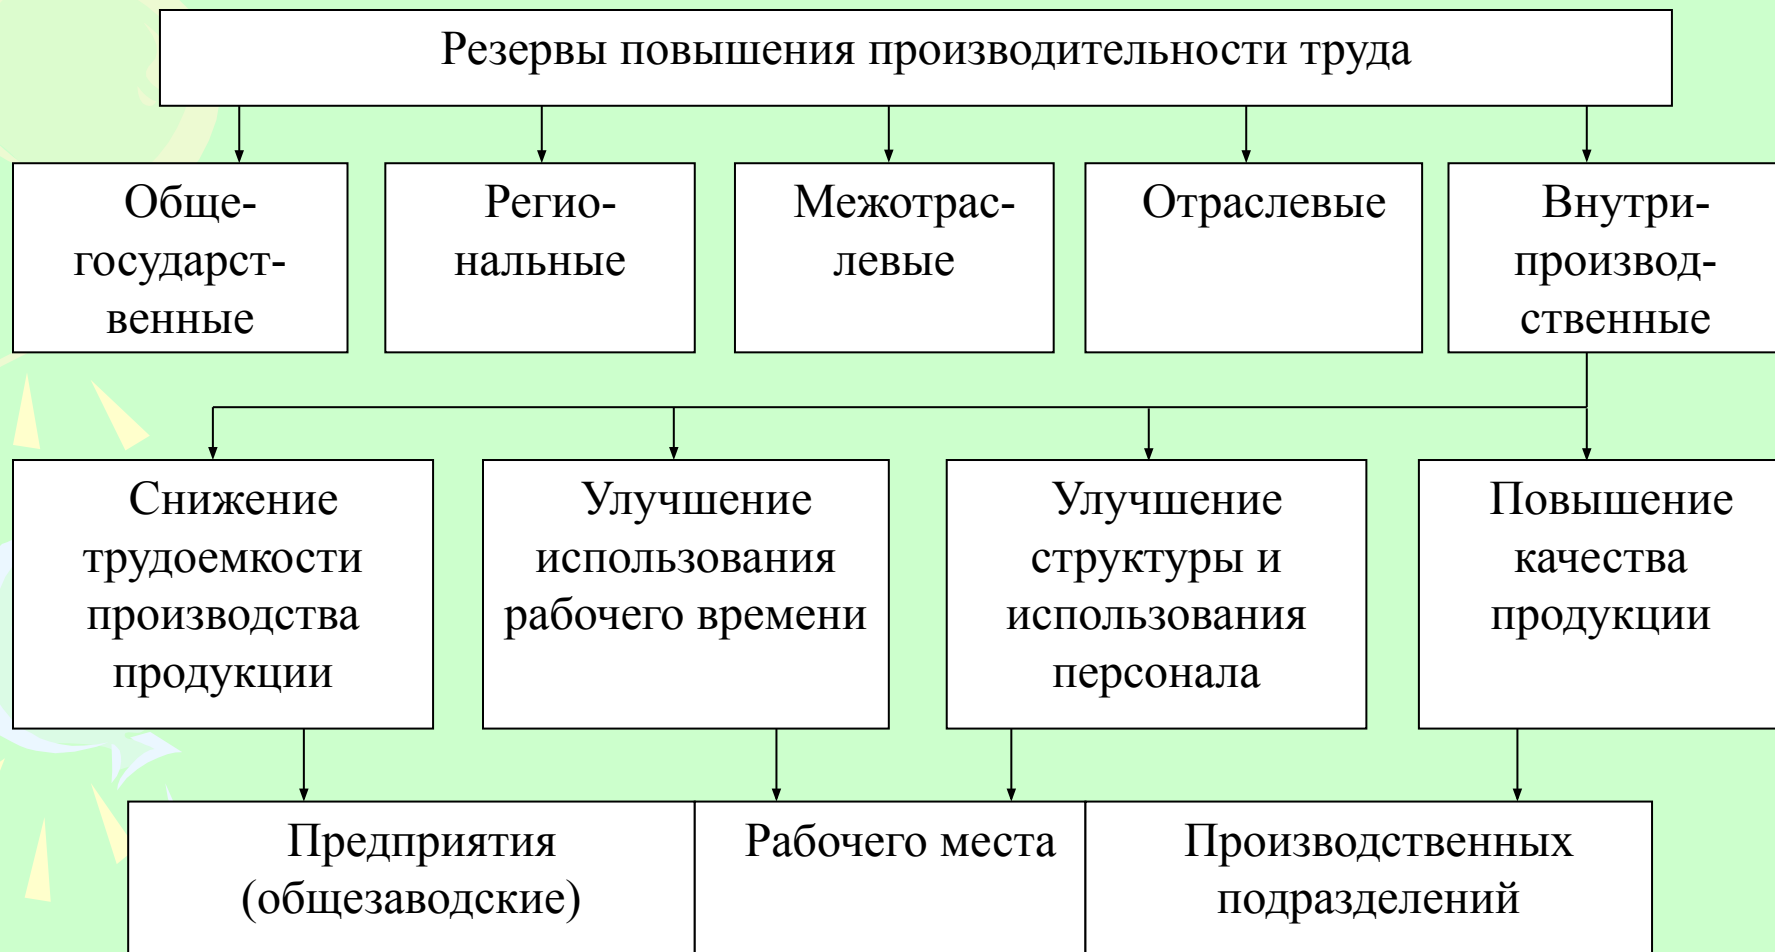 Резервы повышения производительности труда
Обще-
государст-
венные
Регио-
нальные
Межотрас-
левые
Отраслевые
Внутри-
производ-
ственные
Снижение
трудоемкости
производства
продукции
Улучшение
использования
рабочего времени
Улучшение
структуры и
использования
персонала
Повышение
качества
продукции
Предприятия
(общезаводские)
Рабочего места
Производственных
подразделений